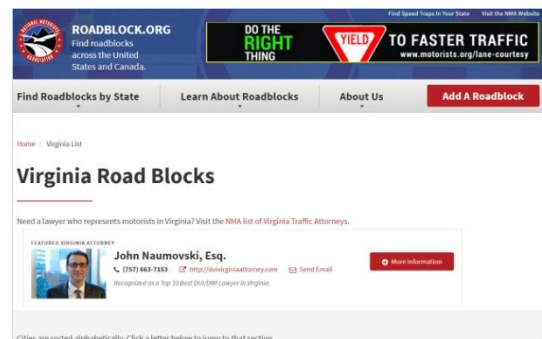 Find Speed Traps In Your State    Visit the NMA Website
NATIONAL MOTORISTS
ASSOCIATION
ROADBLOCK.ORG
Find roadblocks
across the United
States and Canada.
DO THE
RIGHT
THING
YIELD
TO FASTER TRAFFIC
www.motorists.org/lane-courtesy
Find Roadblocks by State    Learn About Roadblocks    About Us    Add A Roadblock
Home / Virginia List
Virginia Road Blocks
Need a lawyer who represents motorists in Virginia? Visit the NMA list of Virginia Traffic Attorneys.
FEATURED VIRGINIA ATTORNEY
John Naumovski, Esq.
(757) 663-7153    http://duivirginiaattorney.com    Send Email
Recognized as a Top 10 Best DUI/DWI Lawyer in Virginia
More Information
Cities are sorted alphabetically. Click a letter below to jump to that section.